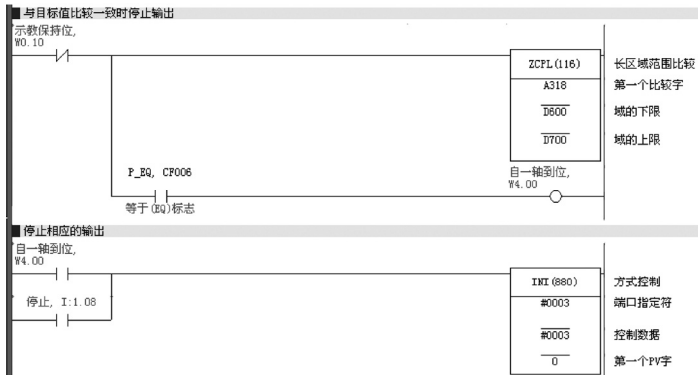 与目标值比较一致时停止输出
示教保持位,
W0.10
ZCPL(116) 长区域范围比较
A318 第一个比较字
D600 域的下限
D700 域的上限
P_EQ, CF006 自一轴到位,
W4.00
等于(EQ)标志
停止相应的输出
自一轴到位,
W4.00
INI(880) 方式控制
停止, I:1.08 #0003 端口指定符
#0003 控制数据
0 第一个PV字